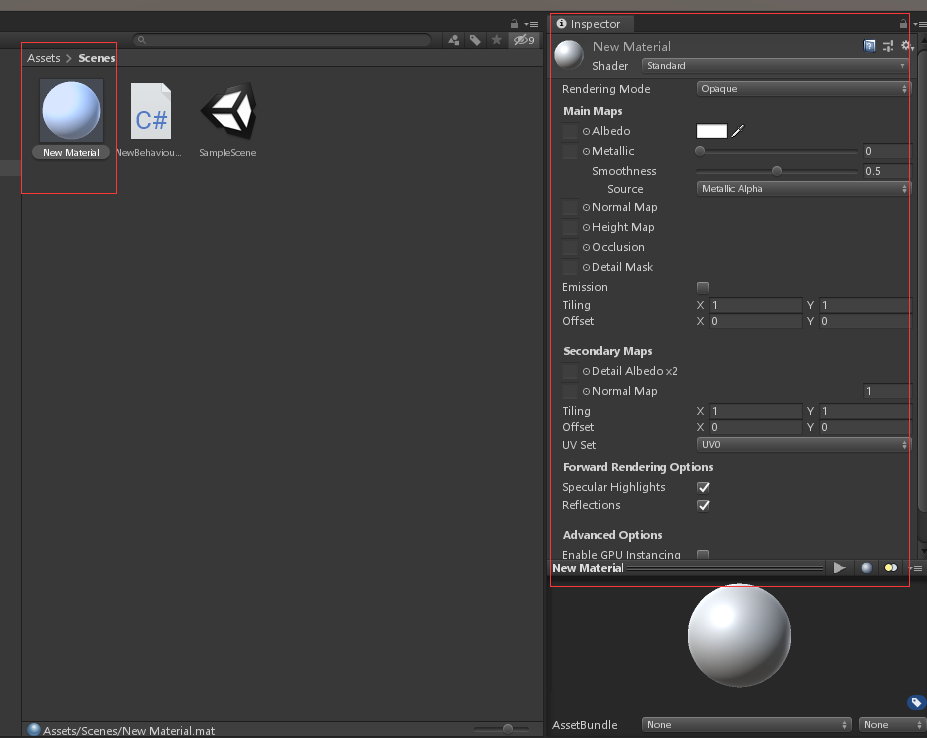 9
Assets > Scenes
New Material
NewBehaviou...
C#
SampleScene
Assets/Scenes/New Material.mat
Inspector
New Material
Shader Standard
Rendering Mode Opaque
Main Maps
Albedo
Metallic 0
Smoothness 0.5
Source Metallic Alpha
Normal Map
Height Map
Occlusion
Detail Mask
Emission
Tiling X 1 Y 1
Offset X 0 Y 0
Secondary Maps
Detail Albedo x2
Normal Map 1
Tiling X 1 Y 1
Offset X 0 Y 0
UV Set UV0
Forward Rendering Options
Specular Highlights
Reflections
Advanced Options
Enable GPU Instancing
New Material
AssetBundle None None